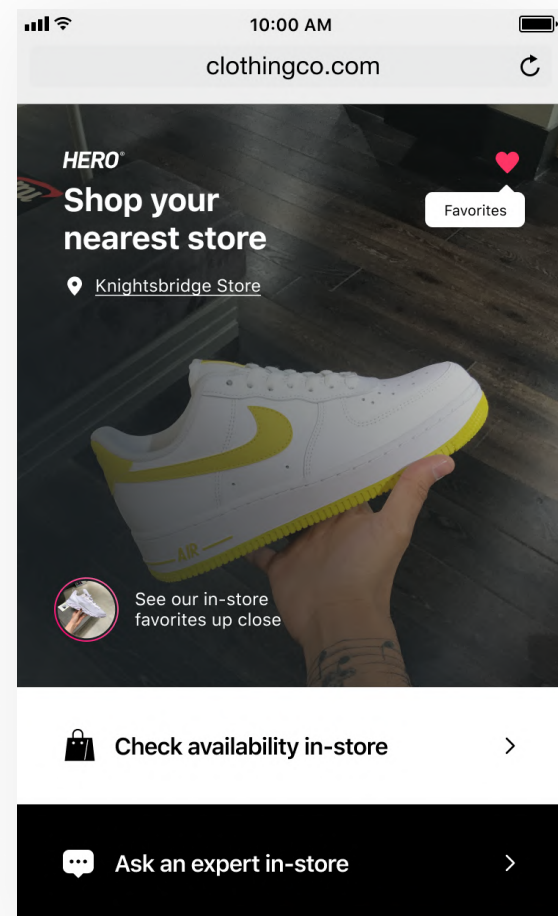 10:00 AM
clothingco.com
HERO®
Shop your
nearest store
Favorites
Knightsbridge Store
AIR
See our in-store
favorites up close
Check availability in-store
Ask an expert in-store